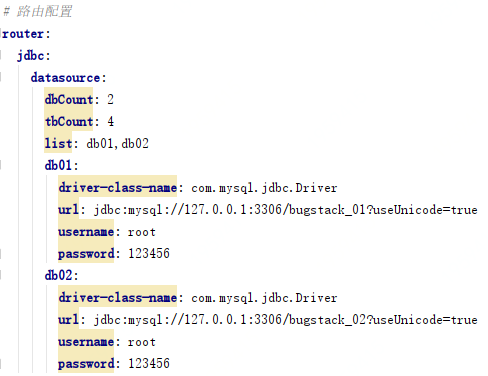 # 路由配置
router:
jdbc:
datasource:
dbCount: 2
tbCount: 4
list: db01,db02
db01:
driver-class-name: com.mysql.jdbc.Driver
url: jdbc:mysql://127.0.0.1:3306/bugstack_01?useUnicode=true
username: root
password: 123456
db02:
driver-class-name: com.mysql.jdbc.Driver
url: jdbc:mysql://127.0.0.1:3306/bugstack_02?useUnicode=true
username: root
password: 123456